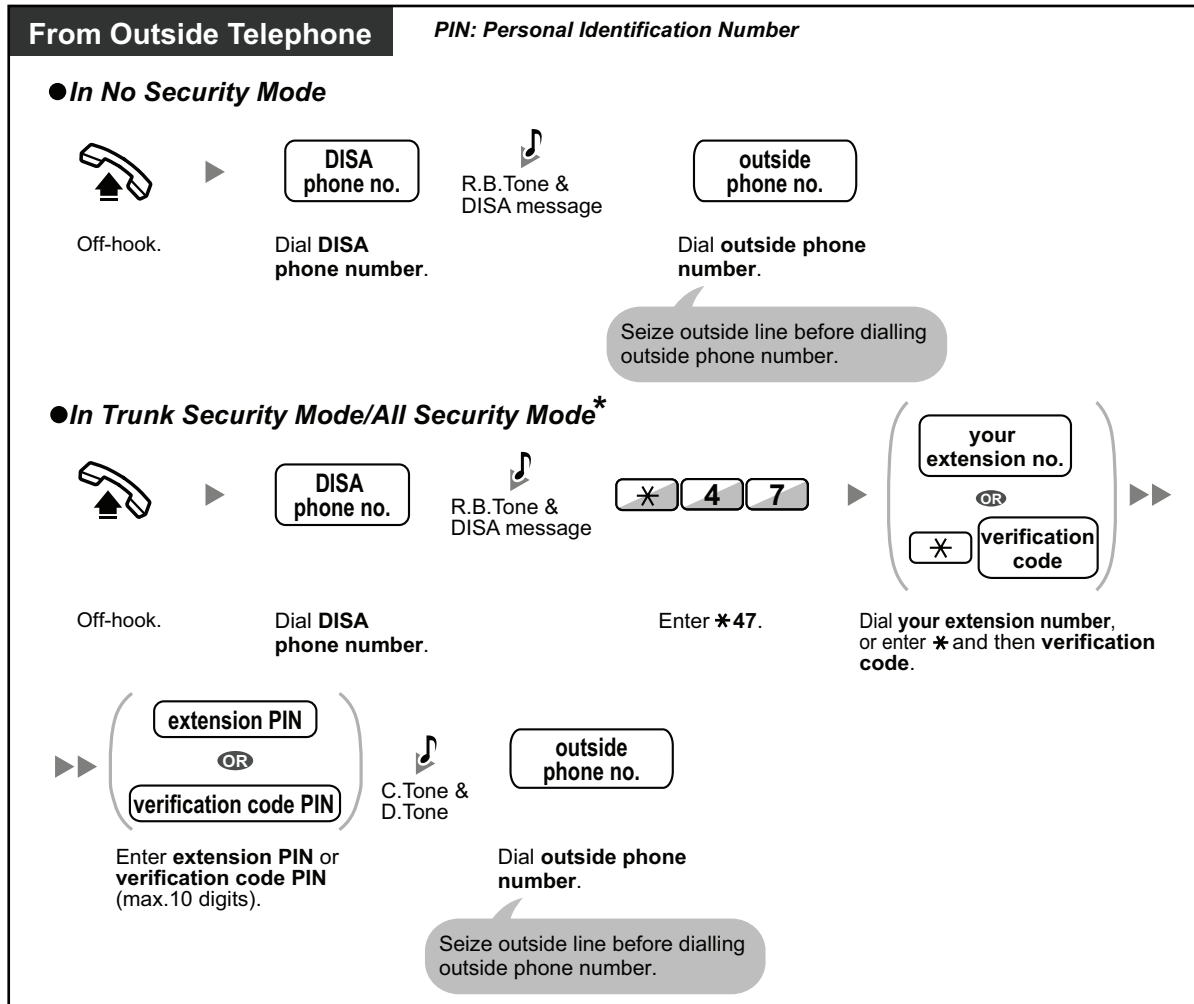 From Outside Telephone
PIN: Personal Identification Number
●In No Security Mode
DISA
phone no.
R.B.Tone &
DISA message
outside
phone no.
Off-hook.
Dial DISA
phone number.
Dial outside phone
number.
Seize outside line before dialling
outside phone number.
●In Trunk Security Mode/All Security Mode*
DISA
phone no.
R.B.Tone &
DISA message
* 4 7
your
extension no.
OR
* verification
code
Off-hook.
Dial DISA
phone number.
Enter *47.
Dial your extension number,
or enter * and then verification
code.
extension PIN
OR
verification code PIN
C.Tone &
D.Tone
outside
phone no.
Enter extension PIN or
verification code PIN
(max.10 digits).
Dial outside phone
number.
Seize outside line before dialling
outside phone number.